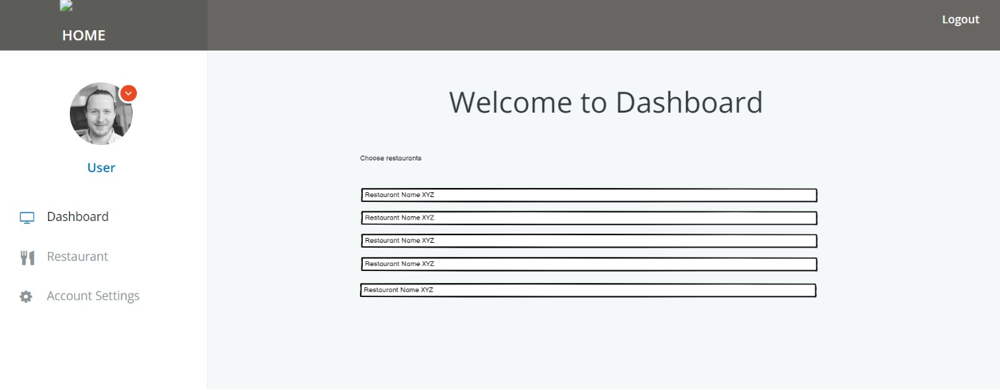 HOME
Logout
User
Dashboard
Restaurant
Account Settings
Welcome to Dashboard
Choose restaurants
Restaurant Name XYZ
Restaurant Name XYZ
Restaurant Name XYZ
Restaurant Name XYZ
Restaurant Name XYZ